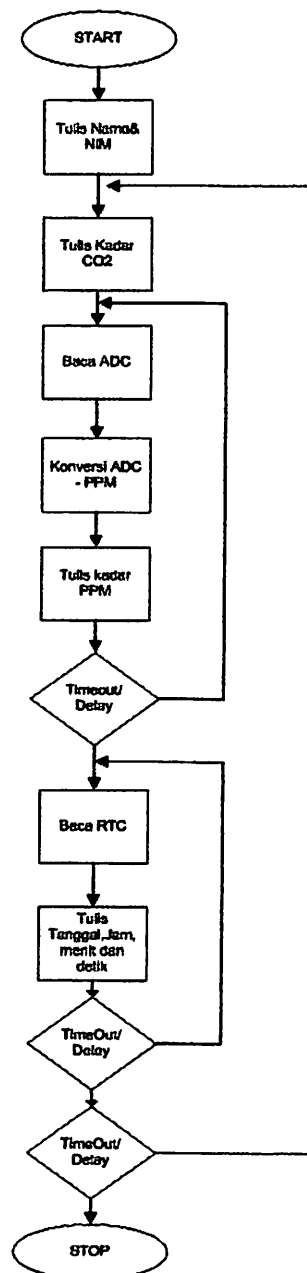 START
Tulis Nama&
NIM
Tulis Kadar
CO2
Baca ADC
Konversi ADC
- PPM
Tulis kadar
PPM
Timeout/
Delay
Baca RTC
Tulis
Tanggal,Jam,
menit dan
detik
TimeOut/
Delay
TimeOut/
Delay
STOP